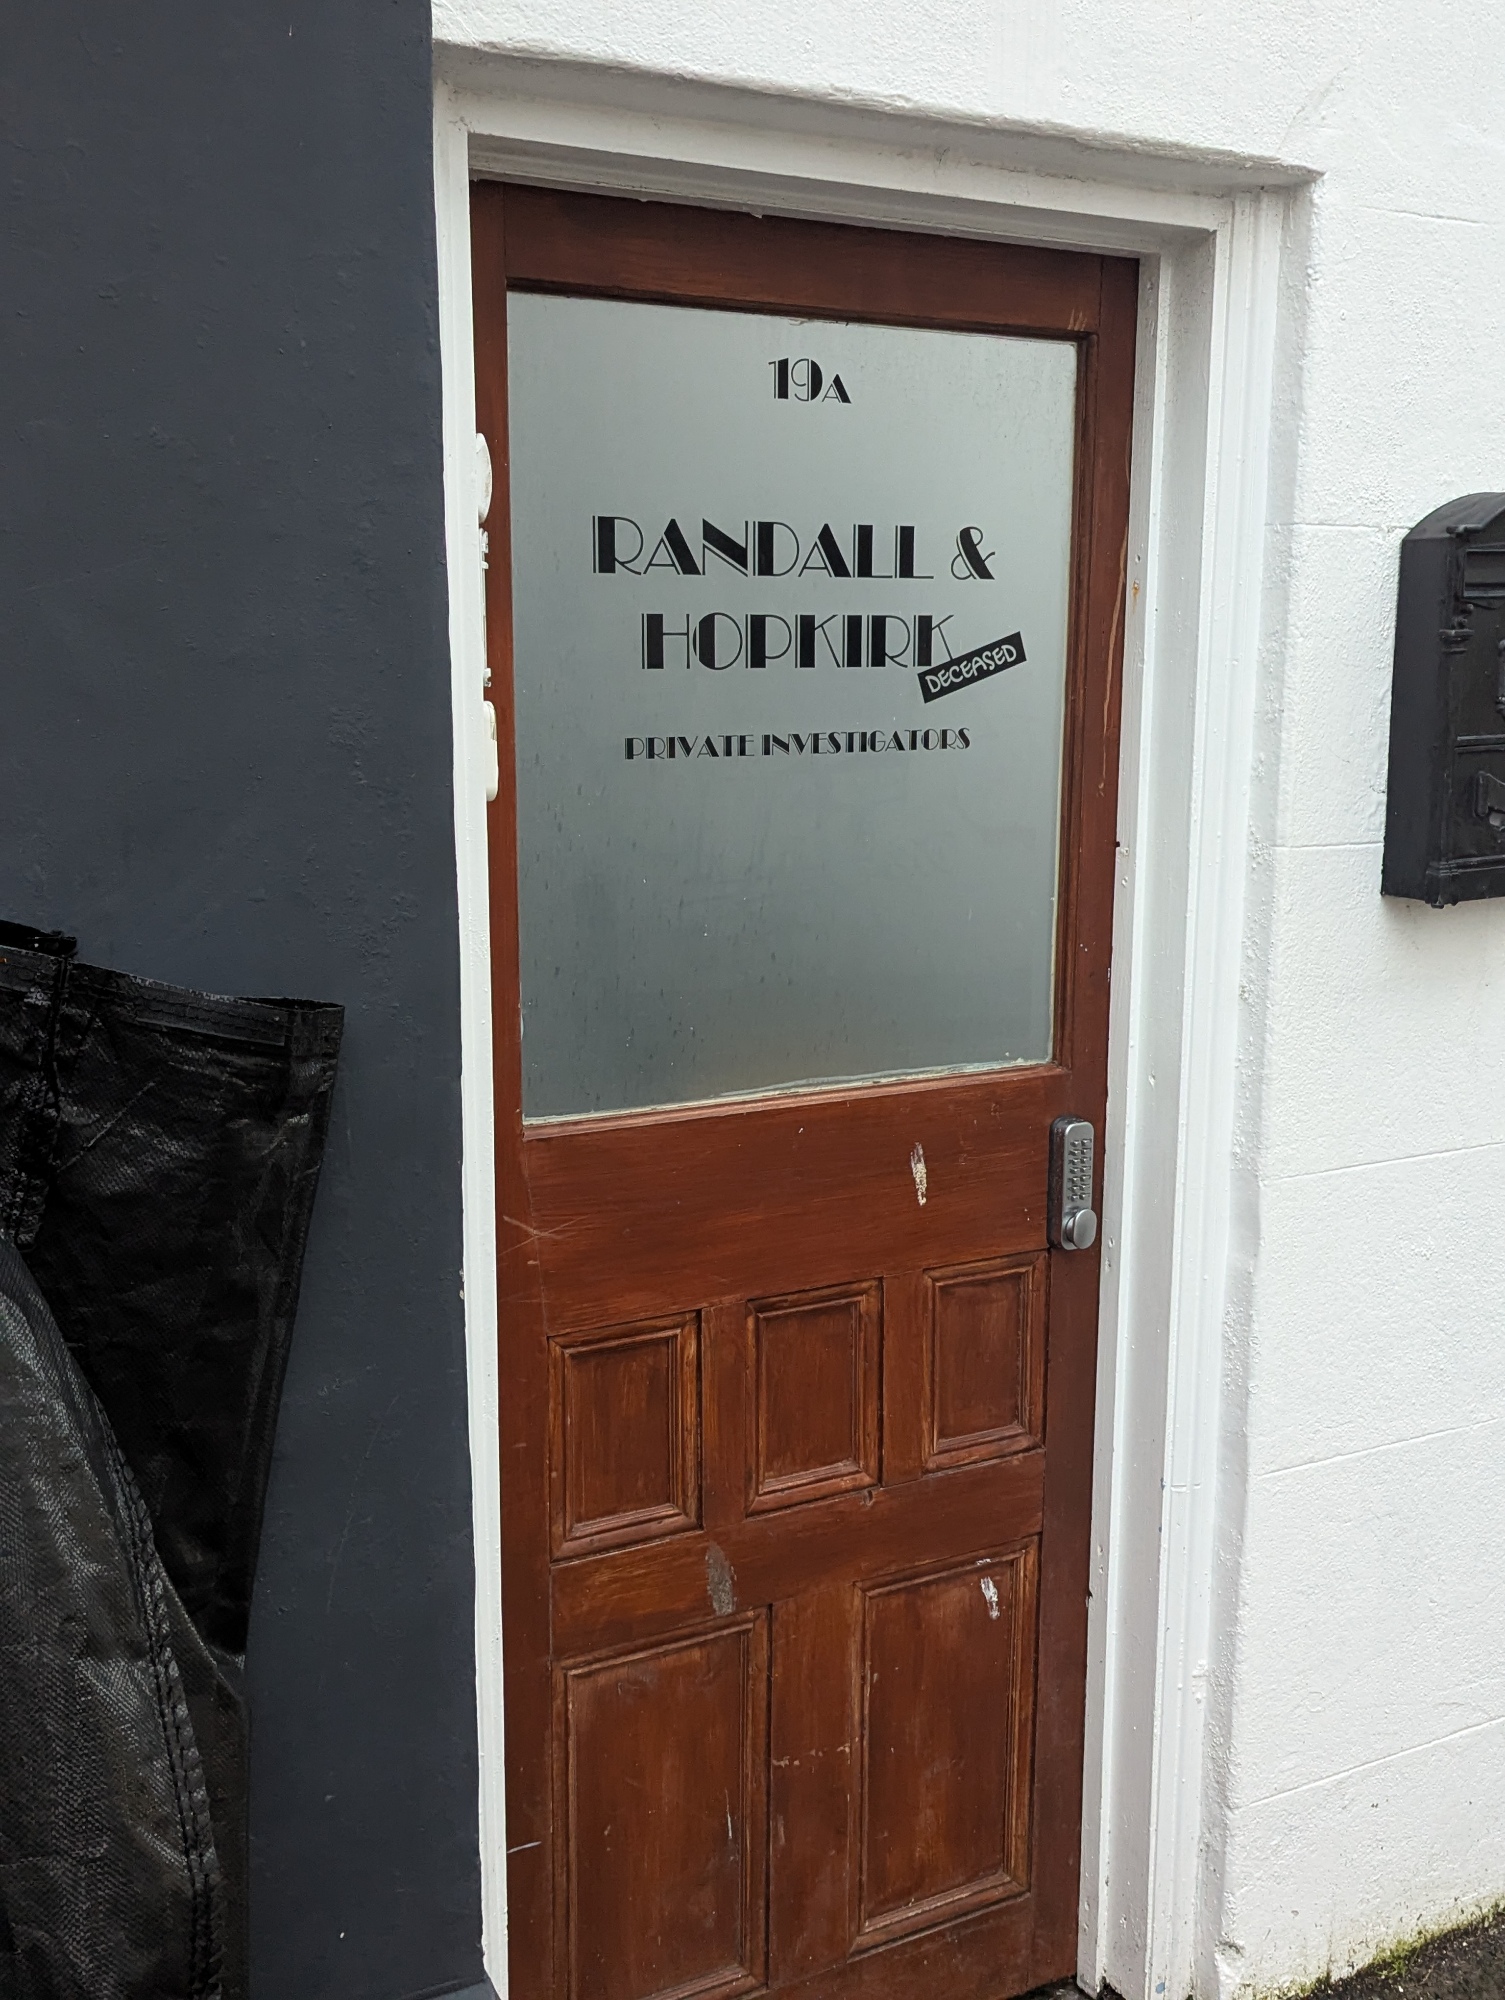 19A
RANDALL &
HOPKIRK
DECEASED
PRIVATE INVESTIGATORS